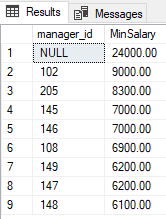 Results Messages
manager_id MinSalary
1 NULL 24000.00
2 102 9000.00
3 205 8300.00
4 145 7000.00
5 146 7000.00
6 108 6900.00
7 149 6200.00
8 147 6200.00
9 148 6100.00